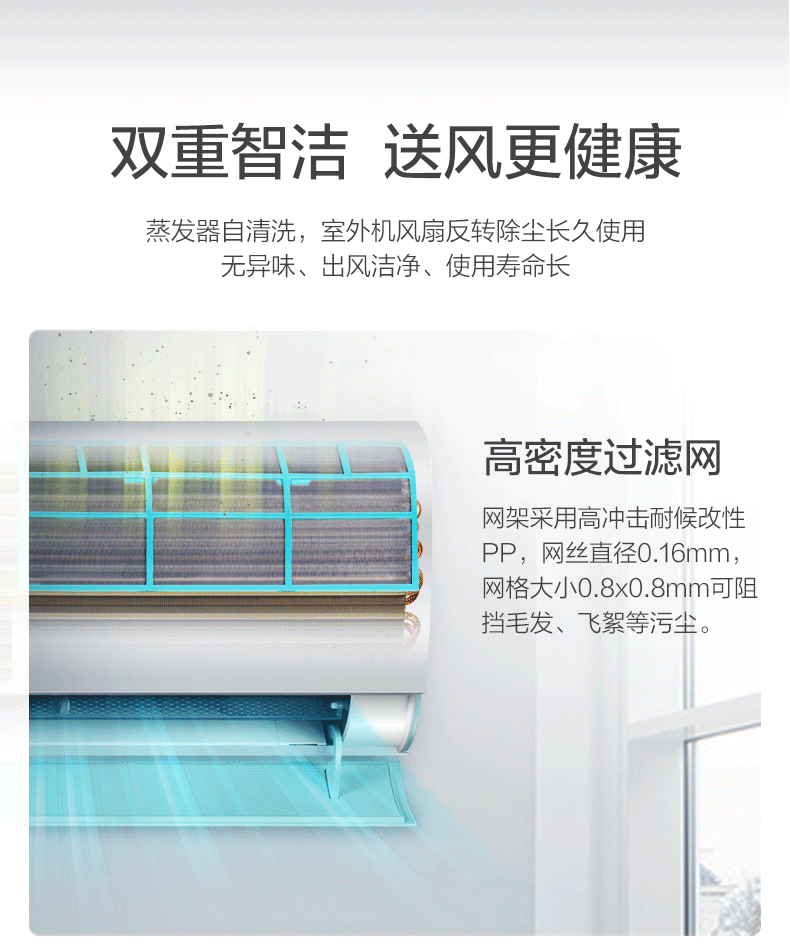 双重智洁 送风更健康
蒸发器自清洗，室外机风扇反转除尘长久使用
无异味、出风洁净、使用寿命长
高密度过滤网
网架采用高冲击耐候改性
PP，网丝直径0.16mm，
网格大小0.8x0.8mm可阻
挡毛发、飞絮等污尘。